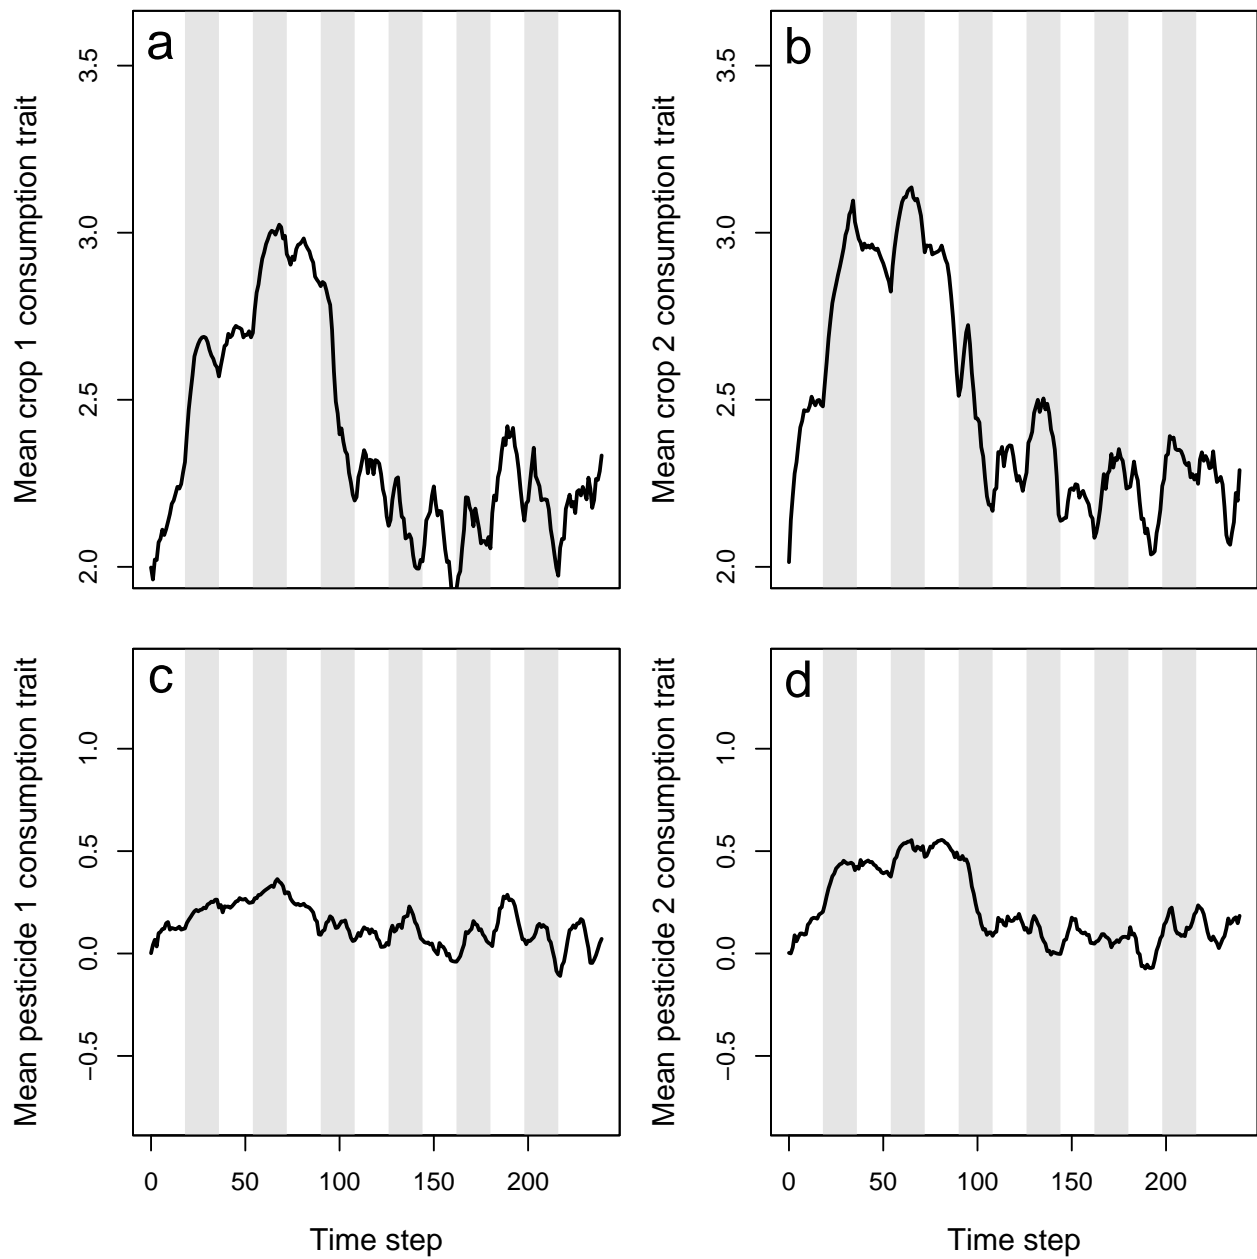 a
Mean crop 1 consumption trait
3.5
3.0
2.5
2.0
b
Mean crop 2 consumption trait
3.5
3.0
2.5
2.0
c
Mean pesticide 1 consumption trait
1.0
0.5
0.0
−0.5
0 50 100 150 200
Time step
d
Mean pesticide 2 consumption trait
1.0
0.5
0.0
−0.5
0 50 100 150 200
Time step